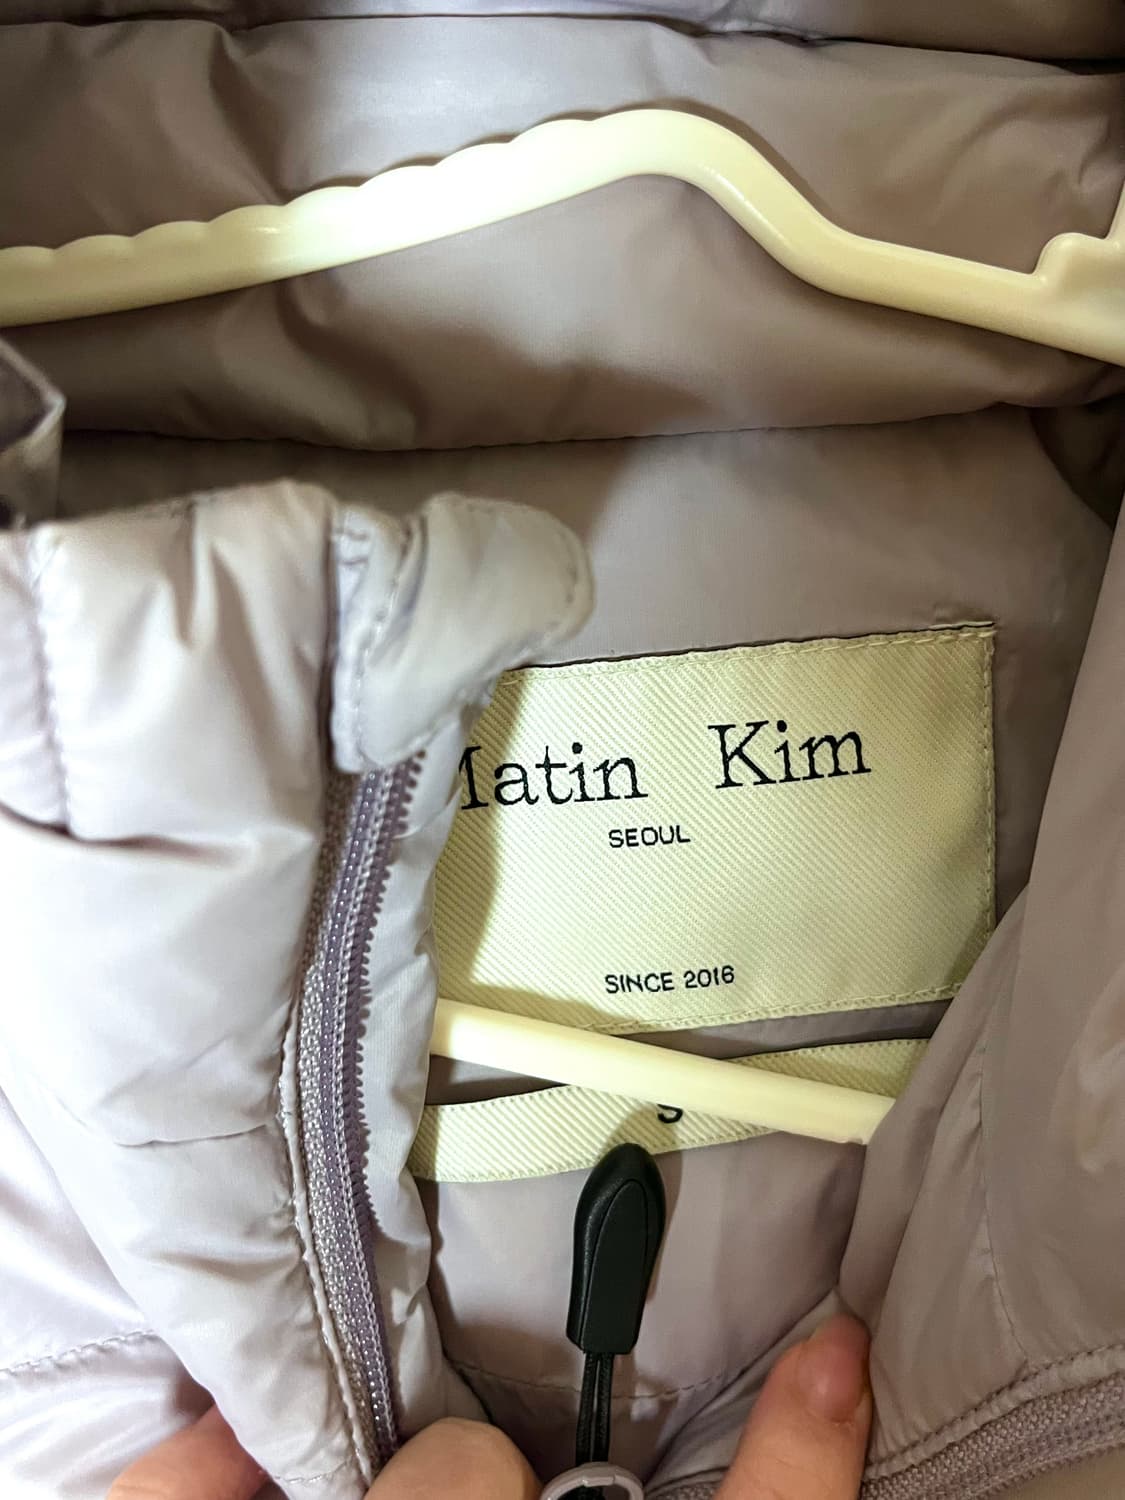 Matin Kim
SEOUL
SINCE 2016
S